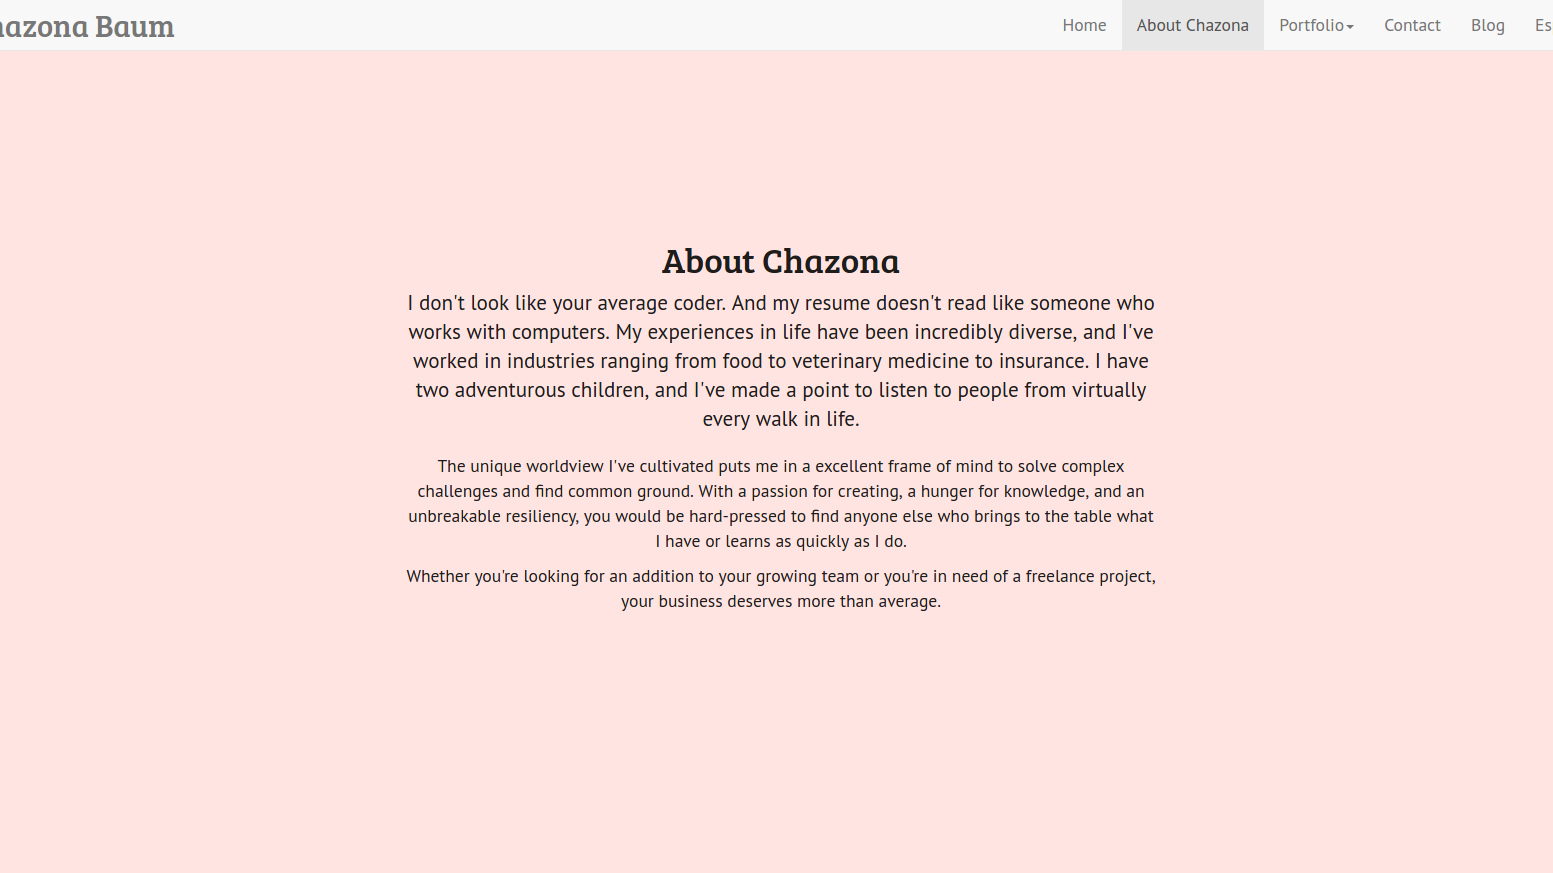 hazona Baum
Home About Chazona Portfolio Contact Blog Es
About Chazona
I don't look like your average coder. And my resume doesn't read like someone who
works with computers. My experiences in life have been incredibly diverse, and I've
worked in industries ranging from food to veterinary medicine to insurance. I have
two adventurous children, and I've made a point to listen to people from virtually
every walk in life.
The unique worldview I've cultivated puts me in a excellent frame of mind to solve complex
challenges and find common ground. With a passion for creating, a hunger for knowledge, and an
unbreakable resiliency, you would be hard-pressed to find anyone else who brings to the table what
I have or learns as quickly as I do.
Whether you're looking for an addition to your growing team or you're in need of a freelance project,
your business deserves more than average.